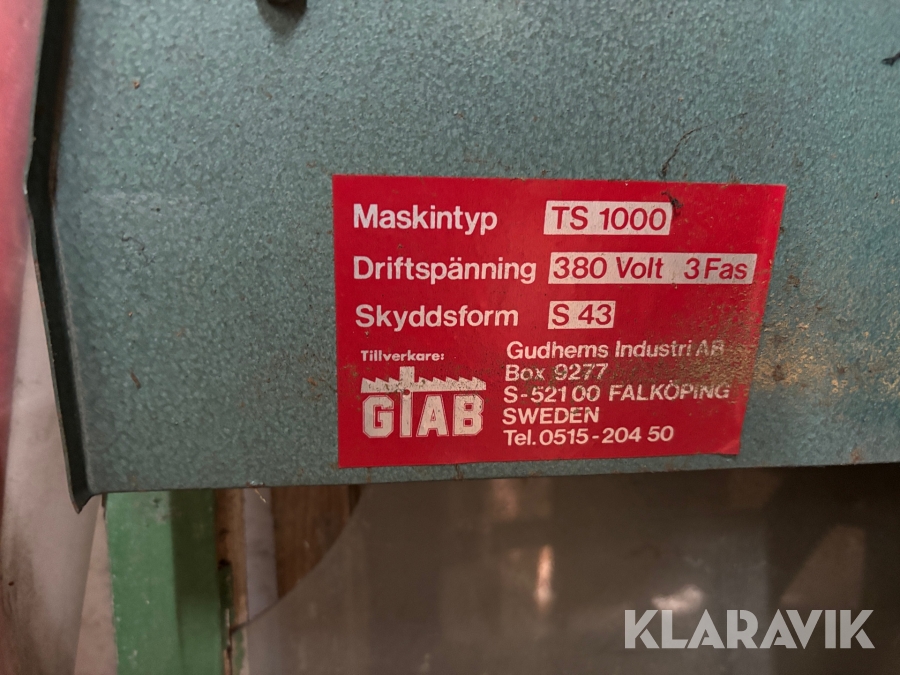 Maskintyp TS 1000
Driftspänning 380 Volt 3 Fas
Skyddsform S 43
Tillverkare:
GIAB
Gudhems Industri AB
Box 9277
S-521 00 FALKÖPING
SWEDEN
Tel. 0515-204 50
KLARAVIK